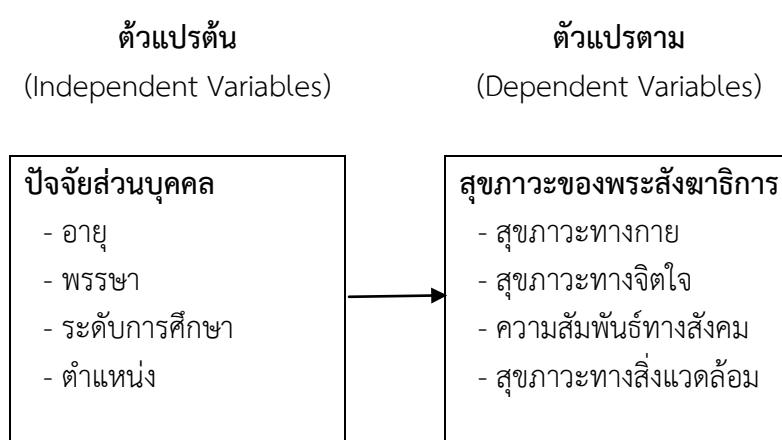 ต้วแปรต้น
(Independent Variables)
ปัจจัยส่วนบุคคล
- อายุ
- พรรษา
- ระดับการศึกษา
- ตำแหน่ง
ตัวแปรตาม
(Dependent Variables)
สุขภาวะของพระสังฆาธิการ
- สุขภาวะทางกาย
- สุขภาวะทางจิตใจ
- ความสัมพันธ์ทางสังคม
- สุขภาวะทางสิ่งแวดล้อม